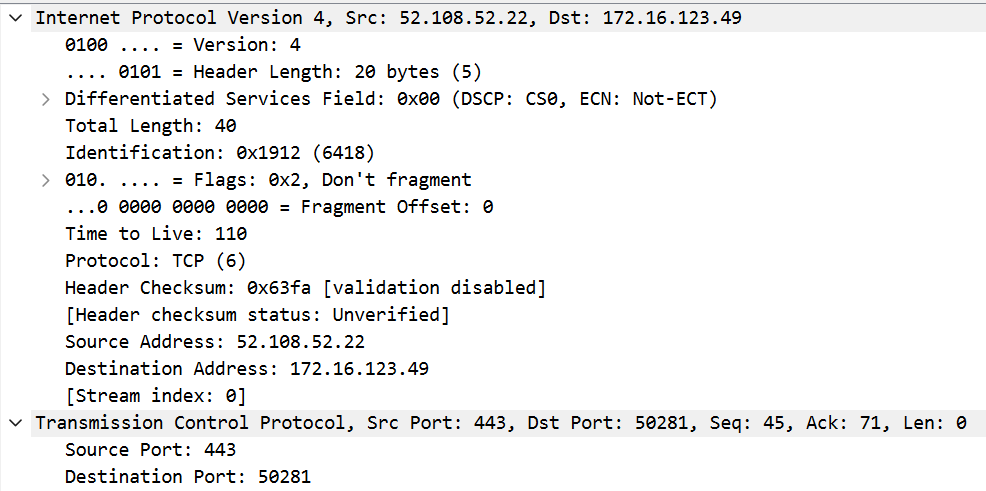 Internet Protocol Version 4, Src: 52.108.52.22, Dst: 172.16.123.49
0100 .... = Version: 4
.... 0101 = Header Length: 20 bytes (5)
Differentiated Services Field: 0x00 (DSCP: CS0, ECN: Not-ECT)
Total Length: 40
Identification: 0x1912 (6418)
010. .... = Flags: 0x2, Don't fragment
...0 0000 0000 0000 = Fragment Offset: 0
Time to Live: 110
Protocol: TCP (6)
Header Checksum: 0x63fa [validation disabled]
[Header checksum status: Unverified]
Source Address: 52.108.52.22
Destination Address: 172.16.123.49
[Stream index: 0]
Transmission Control Protocol, Src Port: 443, Dst Port: 50281, Seq: 45, Ack: 71, Len: 0
Source Port: 443
Destination Port: 50281